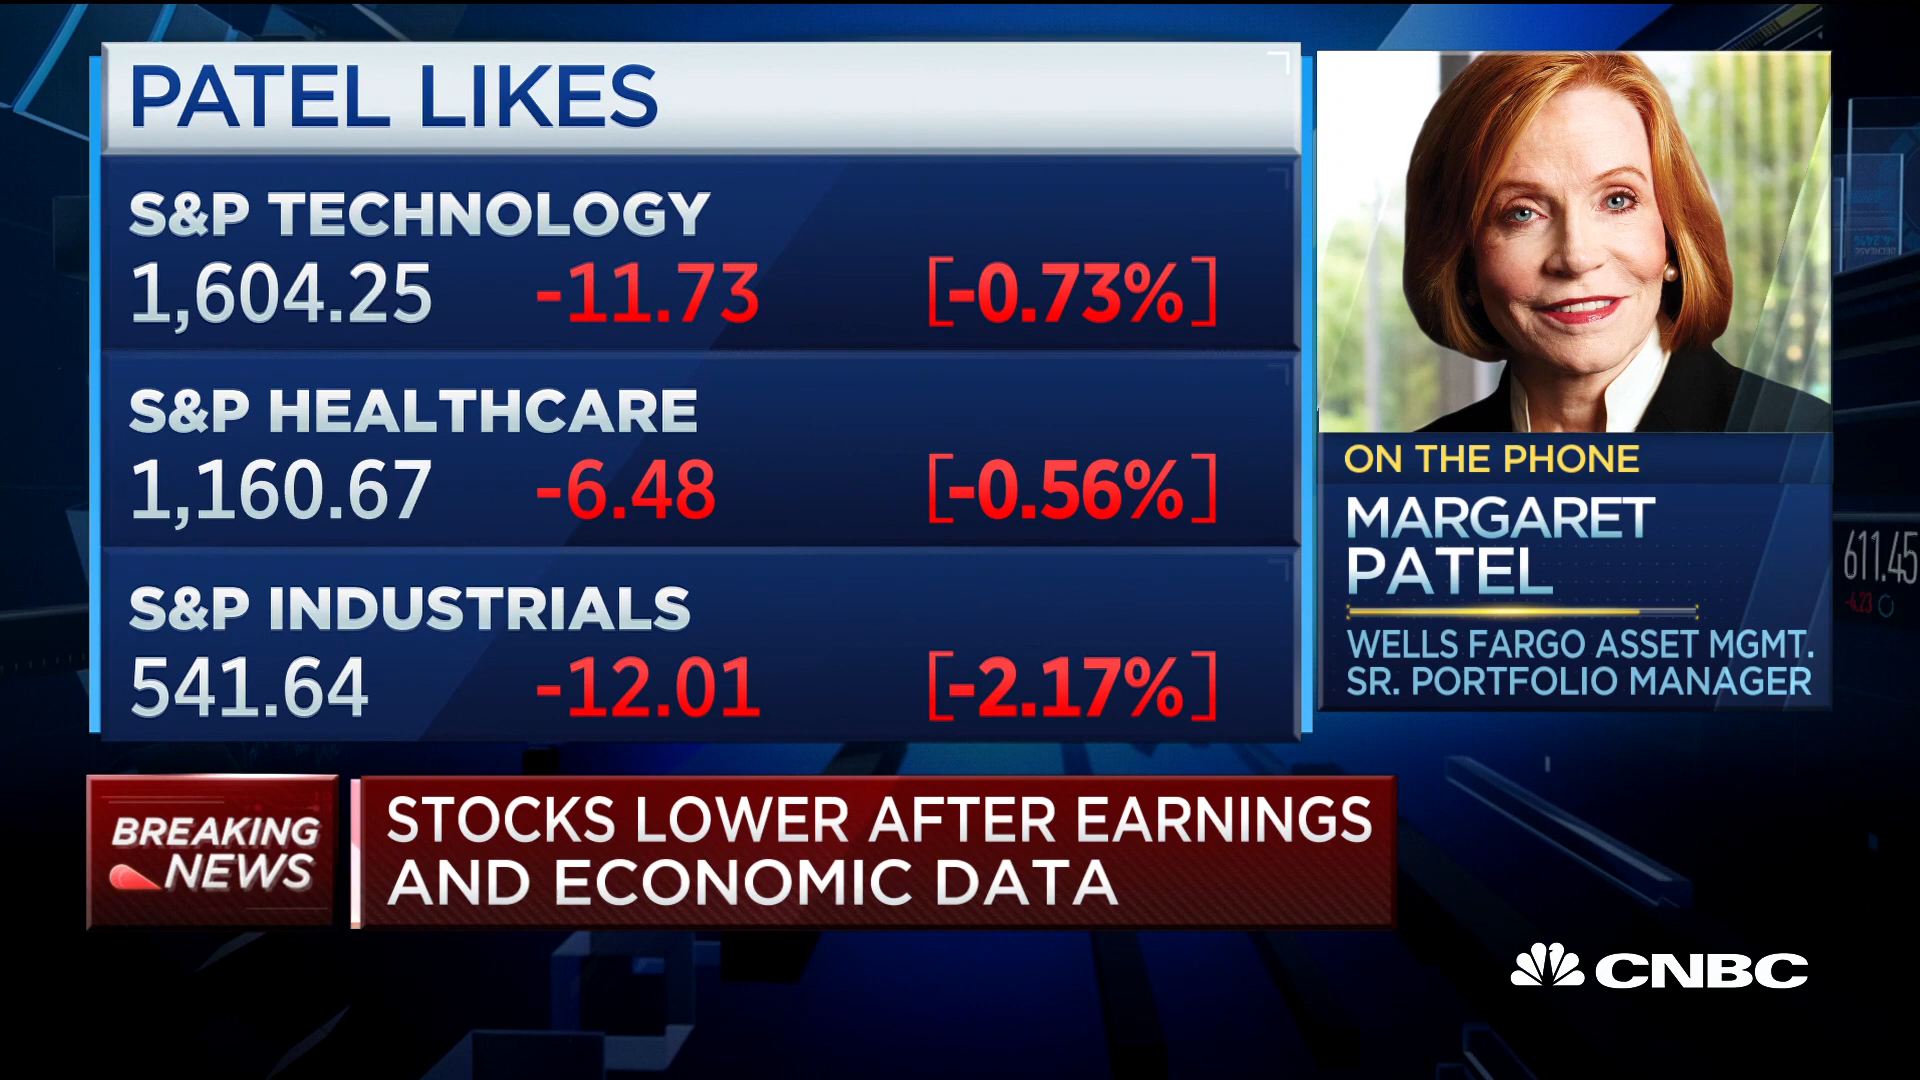 PATEL LIKES
S&P TECHNOLOGY
1,604.25 -11.73 [-0.73%]
S&P HEALTHCARE
1,160.67 -6.48 [-0.56%]
S&P INDUSTRIALS
541.64 -12.01 [-2.17%]
ON THE PHONE
MARGARET
PATEL
WELLS FARGO ASSET MGMT.
SR. PORTFOLIO MANAGER
BREAKING
NEWS
STOCKS LOWER AFTER EARNINGS
AND ECONOMIC DATA
CNBC
611.45
-4.23